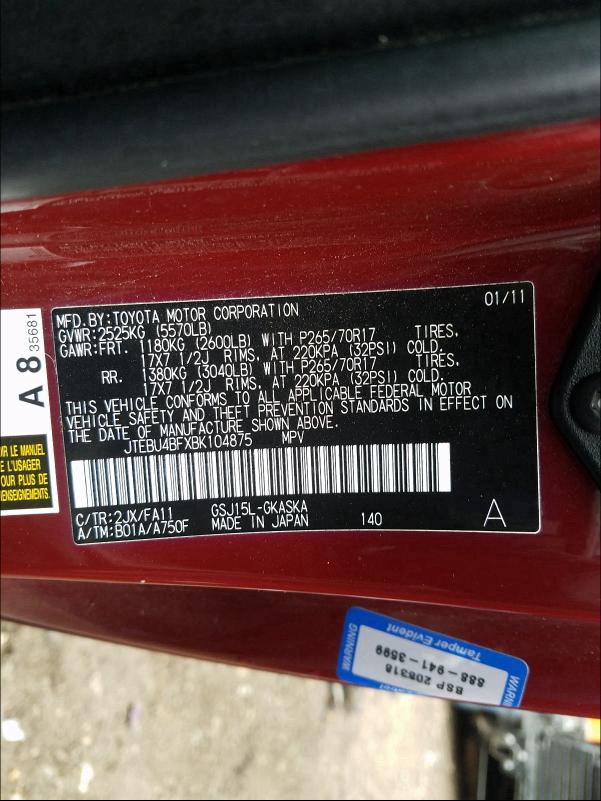 MFD.BY:TOYOTA MOTOR CORPORATION 01/11
GVWR:2525KG (5570LB)
GAWR:FRT. 1180KG (2600LB) WITH P265/70R17 TIRES,
17X7 1/2J RIMS, AT 220KPA (32PSI) COLD.
RR. 1380KG (3040LB) WITH P265/70R17 TIRES,
17X7 1/2J RIMS, AT 220KPA (32PSI) COLD.
THIS VEHICLE CONFORMS TO ALL APPLICABLE FEDERAL MOTOR
VEHICLE SAFETY AND THEFT PREVENTION STANDARDS IN EFFECT ON
THE DATE OF MANUFACTURE SHOWN ABOVE.
JTEBU4BFXBK104875 MPV
C/TR:2JX/FA11 GSJ15L-GKASKA
A/TM:B01A/A750F MADE IN JAPAN 140 A
A 8 35681
IR LE MANUEL
L'USAGER
POUR
RENSEIGNEMENTS.
WARNING
Tamper Evident
888-941-3599
BSP 208318
WARN